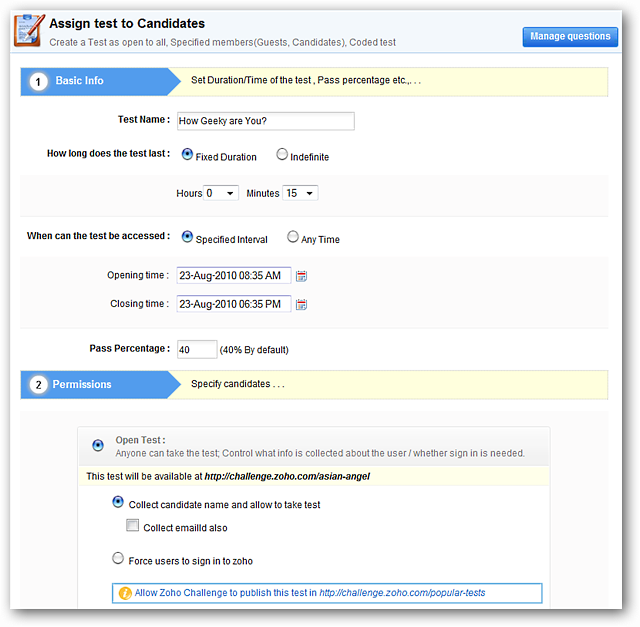 Assign test to Candidates
Create a Test as open to all, Specified members(Guests, Candidates), Coded test
Manage questions
1 Basic Info Set Duration/Time of the test , Pass percentage etc.,. . .
Test Name : How Geeky are You?
How long does the test last : Fixed Duration Indefinite
Hours 0 Minutes 15
When can the test be accessed : Specified Interval Any Time
Opening time : 23-Aug-2010 08:35 AM
Closing time : 23-Aug-2010 06:35 PM
Pass Percentage : 40 (40% By default)
2 Permissions Specify candidates . . .
Open Test :
Anyone can take the test; Control what info is collected about the user / whether sign in is needed.
This test will be available at http://challenge.zoho.com/asian-angel
Collect candidate name and allow to take test
Collect emailId also
Force users to sign in to zoho
Allow Zoho Challenge to publish this test in http://challenge.zoho.com/popular-tests